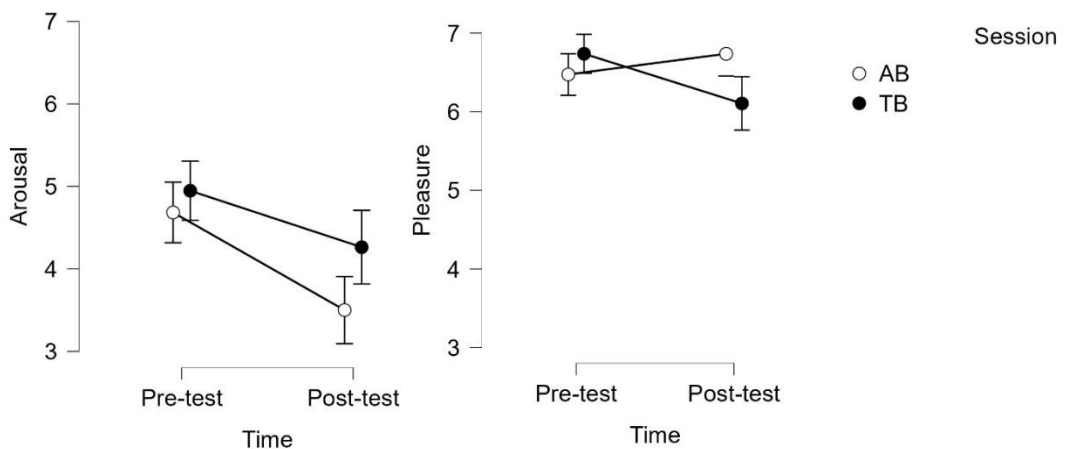 7
6
5
4
3
Arousal
Pre-test
Post-test
Time
7
6
5
4
3
Pleasure
Pre-test
Post-test
Time
Session
AB
TB